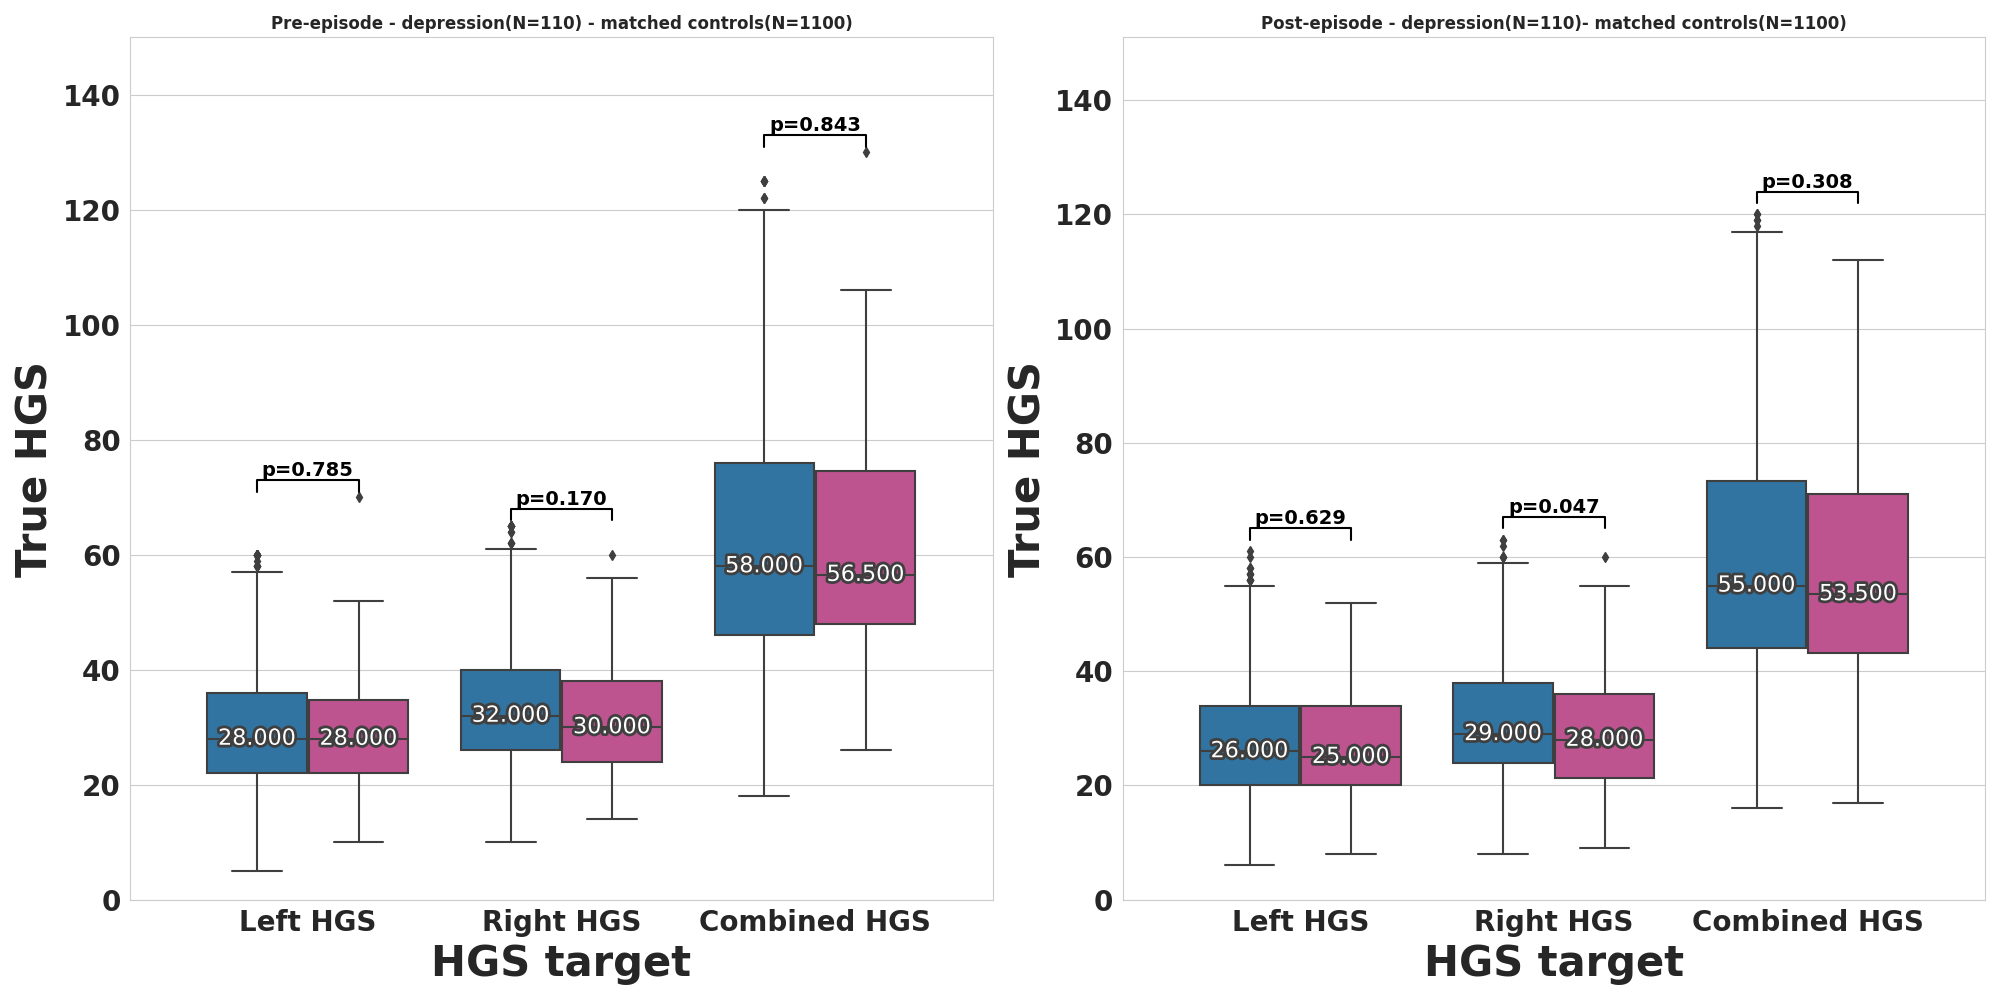 Pre-episode - depression(N=110) - matched controls(N=1100)
True HGS
140
120
100
80
60
40
20
0
p=0.785
p=0.170
p=0.843
28.000
28.000
32.000
30.000
58.000
56.500
Left HGS
Right HGS
Combined HGS
HGS target
Post-episode - depression(N=110)- matched controls(N=1100)
True HGS
140
120
100
80
60
40
20
0
p=0.629
p=0.047
p=0.308
26.000
25.000
29.000
28.000
55.000
53.500
Left HGS
Right HGS
Combined HGS
HGS target